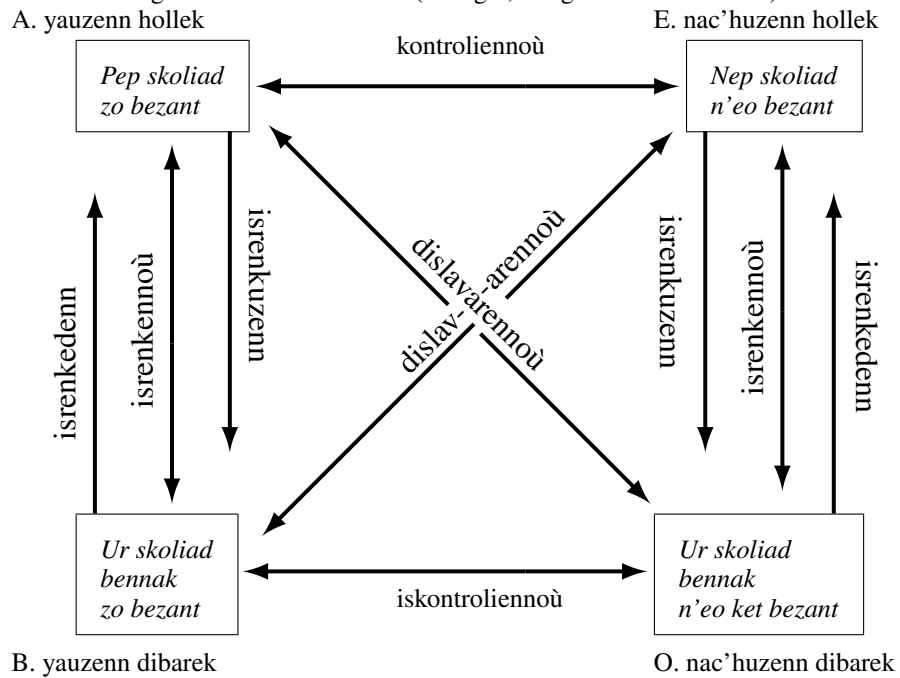 A. yauzenn hollek
E. nac'huzenn hollek
kontroliennoù
Pep skoliad
zo bezant
Nep skoliad
n'eo bezant
isrenkedenn
isrenkennoù
isrenkuzenn
dislavarennoù
dislav-
-arennoù
isrenkuzenn
isrenkennoù
isrenkedenn
Ur skoliad
bennak
zo bezant
Ur skoliad
bennak
n'eo ket bezant
iskontroliennoù
B. yauzenn dibarek
O. nac'huzenn dibarek